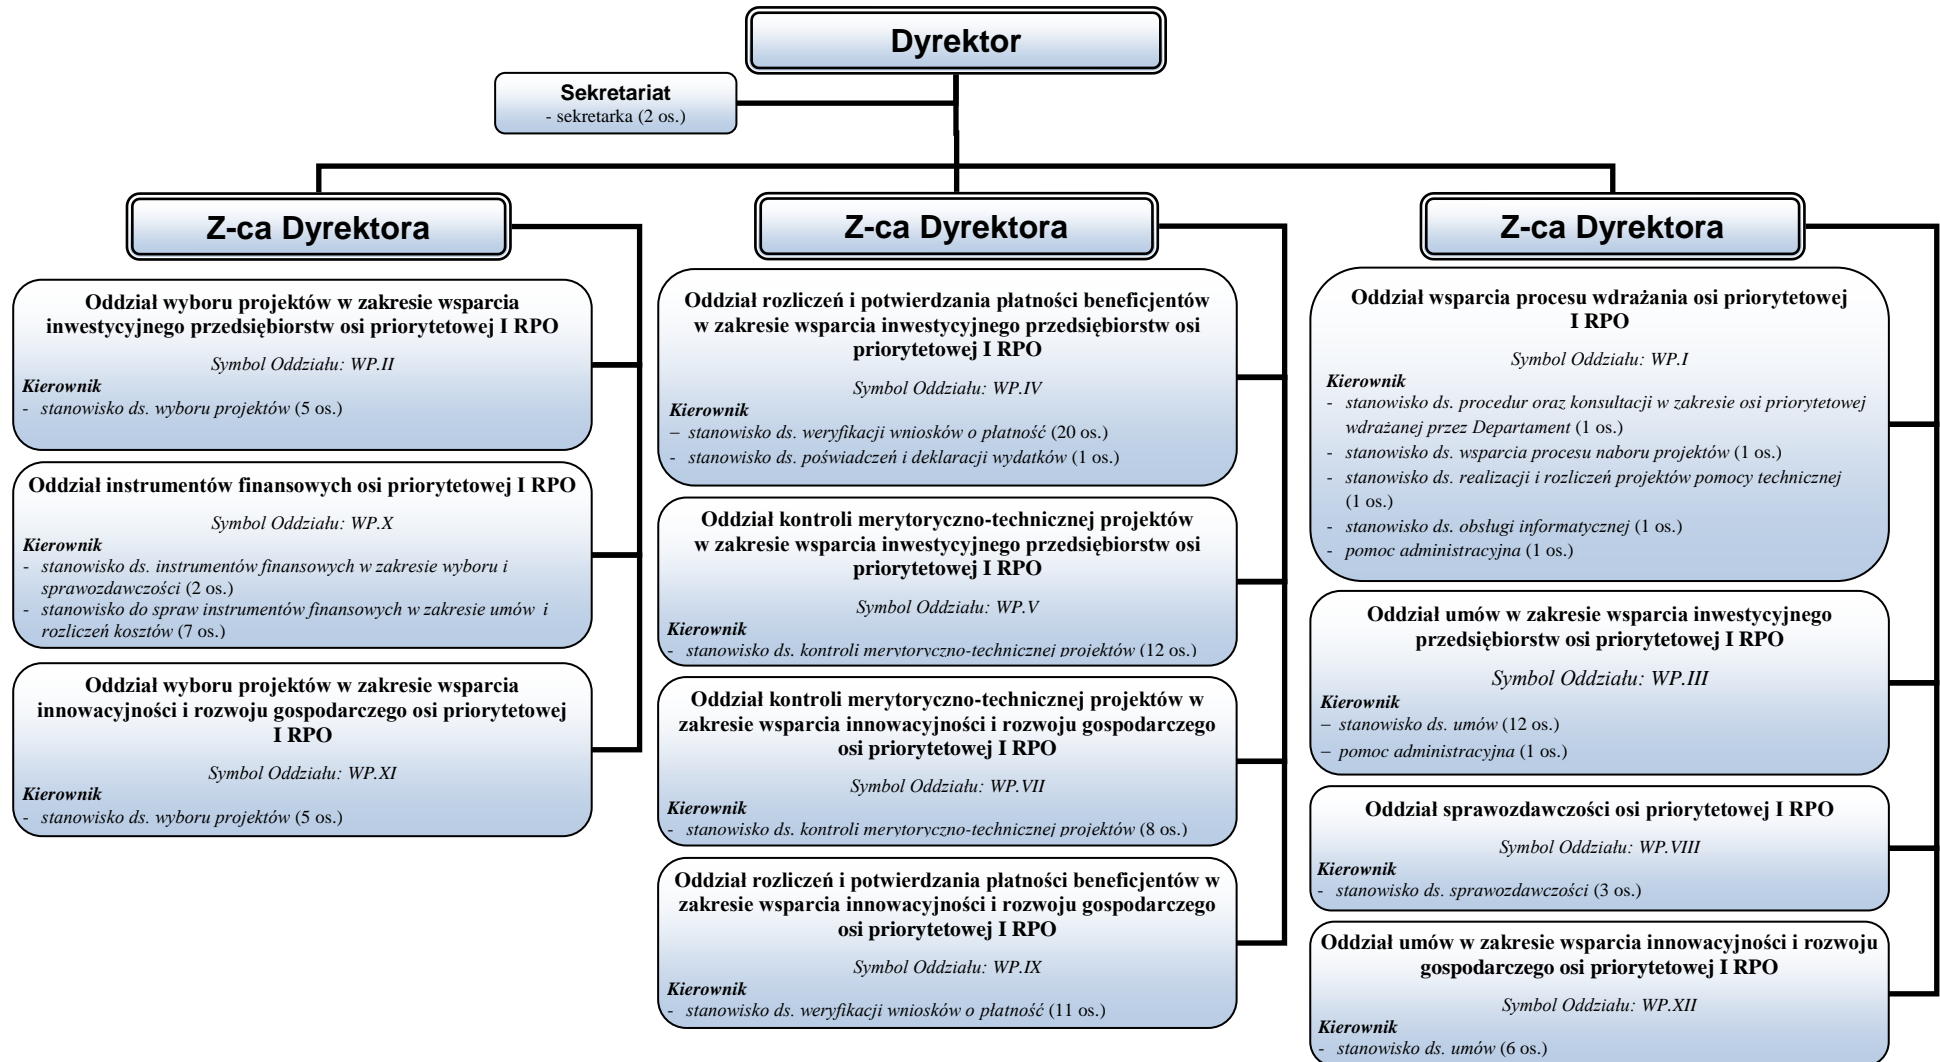 Dyrektor
Sekretariat
- sekretarka (2 os.)
Z-ca Dyrektora
Oddział wyboru projektów w zakresie wsparcia
inwestycyjnego przedsiębiorstw osi priorytetowej I RPO
Symbol Oddziału: WP.II
Kierownik
- stanowisko ds. wyboru projektów (5 os.)
Oddział instrumentów finansowych osi priorytetowej I RPO
Symbol Oddziału: WP.X
Kierownik
- stanowisko ds. instrumentów finansowych w zakresie wyboru i
sprawozdawczości (2 os.)
- stanowisko do spraw instrumentów finansowych w zakresie umów i
rozliczeń kosztów (7 os.)
Oddział wyboru projektów w zakresie wsparcia
innowacyjności i rozwoju gospodarczego osi priorytetowej
I RPO
Symbol Oddziału: WP.XI
Kierownik
- stanowisko ds. wyboru projektów (5 os.)
Z-ca Dyrektora
Oddział rozliczeń i potwierdzania płatności beneficjentów
w zakresie wsparcia inwestycyjnego przedsiębiorstw osi
priorytetowej I RPO
Symbol Oddziału: WP.IV
Kierownik
– stanowisko ds. weryfikacji wniosków o płatność (20 os.)
- stanowisko ds. poświadczeń i deklaracji wydatków (1 os.)
Oddział kontroli merytoryczno-technicznej projektów
w zakresie wsparcia inwestycyjnego przedsiębiorstw osi
priorytetowej I RPO
Symbol Oddziału: WP.V
Kierownik
- stanowisko ds. kontroli merytoryczno-technicznej projektów (12 os.)
Oddział kontroli merytoryczno-technicznej projektów w
zakresie wsparcia innowacyjności i rozwoju gospodarczego
osi priorytetowej I RPO
Symbol Oddziału: WP.VII
Kierownik
- stanowisko ds. kontroli merytoryczno-technicznej projektów (8 os.)
Oddział rozliczeń i potwierdzania płatności beneficjentów w
zakresie wsparcia innowacyjności i rozwoju gospodarczego
osi priorytetowej I RPO
Symbol Oddziału: WP.IX
Kierownik
- stanowisko ds. weryfikacji wniosków o płatność (11 os.)
Z-ca Dyrektora
Oddział wsparcia procesu wdrażania osi priorytetowej
I RPO
Symbol Oddziału: WP.I
Kierownik
- stanowisko ds. procedur oraz konsultacji w zakresie osi priorytetowej
wdrażanej przez Departament (1 os.)
- stanowisko ds. wsparcia procesu naboru projektów (1 os.)
- stanowisko ds. realizacji i rozliczeń projektów pomocy technicznej
(1 os.)
- stanowisko ds. obsługi informatycznej (1 os.)
- pomoc administracyjna (1 os.)
Oddział umów w zakresie wsparcia inwestycyjnego
przedsiębiorstw osi priorytetowej I RPO
Symbol Oddziału: WP.III
Kierownik
– stanowisko ds. umów (12 os.)
– pomoc administracyjna (1 os.)
Oddział sprawozdawczości osi priorytetowej I RPO
Symbol Oddziału: WP.VIII
Kierownik
- stanowisko ds. sprawozdawczości (3 os.)
Oddział umów w zakresie wsparcia innowacyjności i rozwoju
gospodarczego osi priorytetowej I RPO
Symbol Oddziału: WP.XII
Kierownik
- stanowisko ds. umów (6 os.)